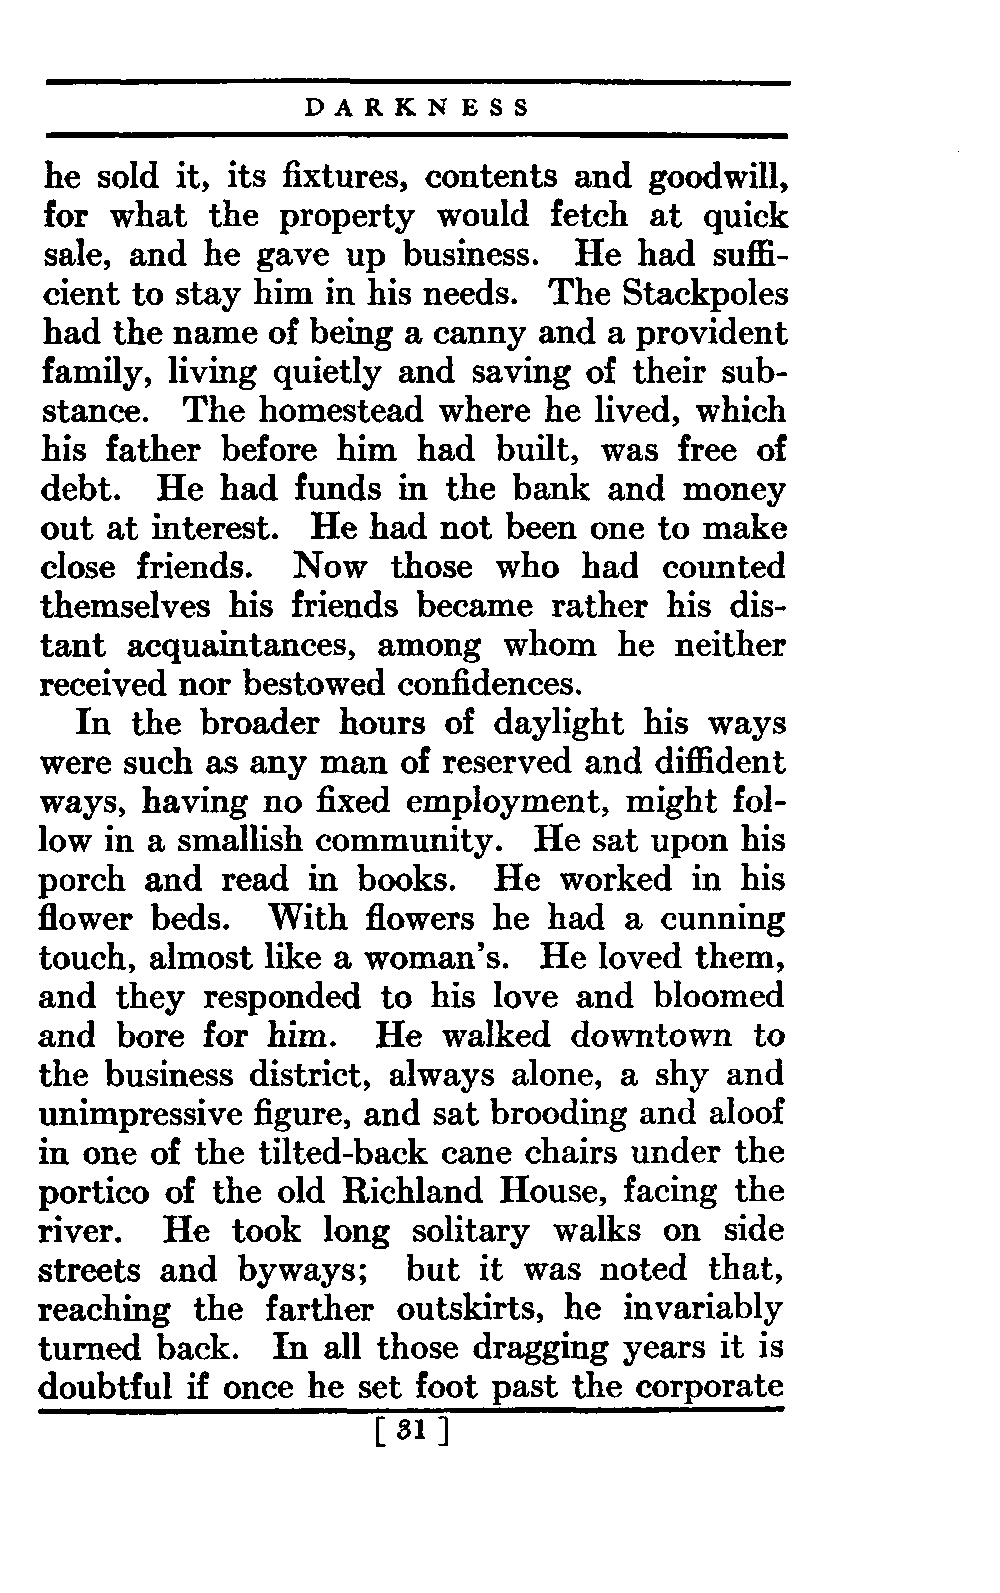 DARKNESS
he sold it, its fixtures, contents and goodwill,
for what the property would fetch at quick
sale, and he gave up business. He had suffi-
cient to stay him in his needs. The Stackpoles
had the name of being a canny and a provident
family, living quietly and saving of their sub-
stance. The homestead where he lived, which
his father before him had built, was free of
debt. He had funds in the bank and money
out at interest. He had not been one to make
close friends. Now those who had counted
themselves his friends became rather his dis-
tant acquaintances, among whom he neither
received nor bestowed confidences.
In the broader hours of daylight his ways
were such as any man of reserved and diffident
ways, having no fixed employment, might fol-
low in a smallish community. He sat upon his
porch and read in books. He worked in his
flower beds. With flowers he had a cunning
touch, almost like a woman's. He loved them,
and they responded to his love and bloomed
and bore for him. He walked downtown to
the business district, always alone, a shy and
unimpressive figure, and sat brooding and aloof
in one of the tilted-back cane chairs under the
portico of the old Richland House, facing the
river. He took long solitary walks on side
streets and byways; but it was noted that,
reaching the farther outskirts, he invariably
turned back. In all those dragging years it is
doubtful if once he set foot past the corporate
[ 31 ]